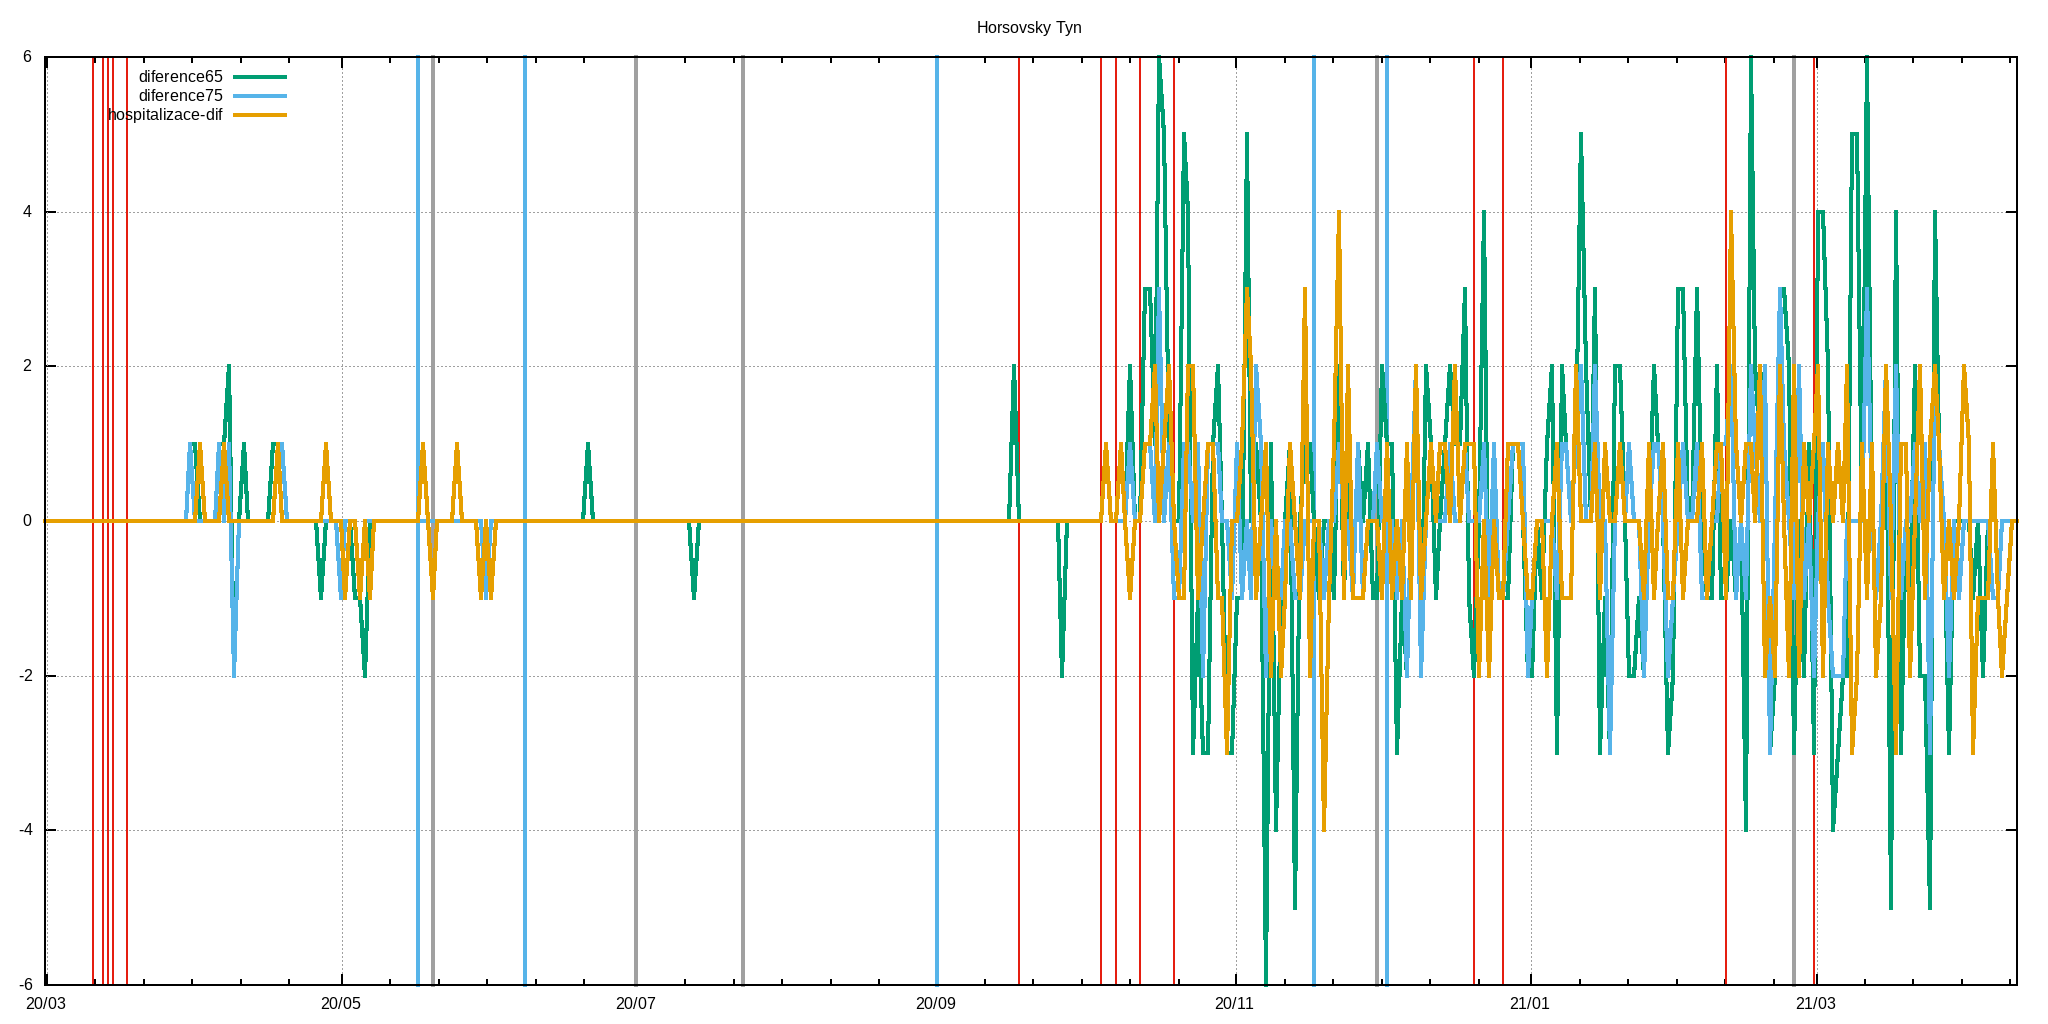 Horsovsky Tyn
6
diference65
diference75
hospitalizace-dif
4
2
0
-2
-4
-6
20/03 20/05 20/07 20/09 20/11 21/01 21/03